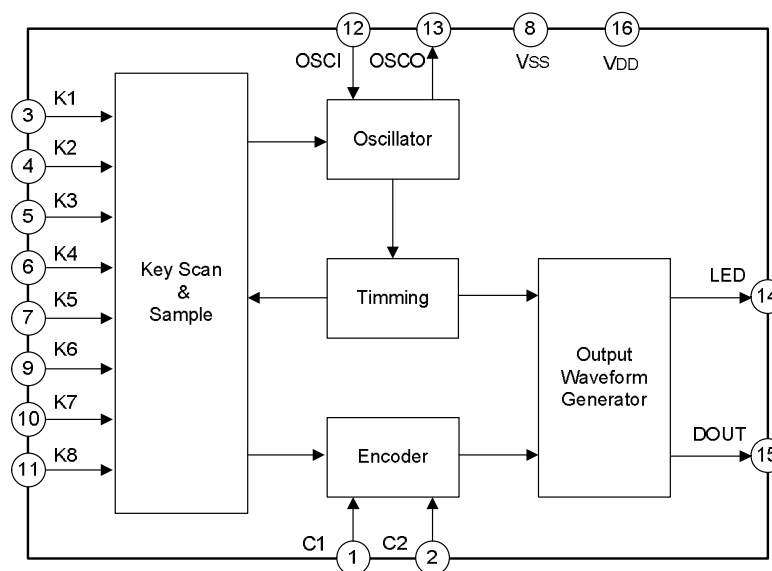 12
13
8
16
OSCI
OSCO
VSS
VDD
3
K1
4
K2
5
K3
6
K4
7
K5
9
K6
10
K7
11
K8
Key Scan
&
Sample
Oscillator
Timming
Encoder
Output
Waveform
Generator
LED
14
DOUT
15
C1
1
C2
2